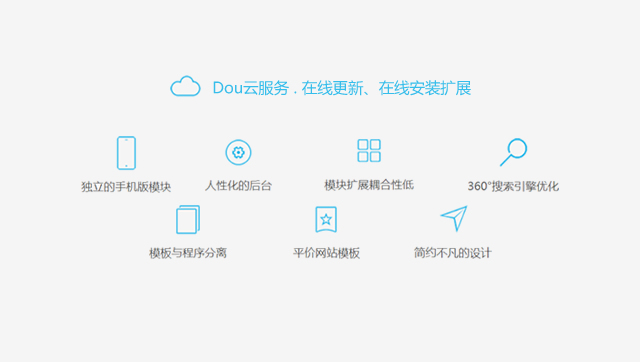 Dou云服务 . 在线更新、在线安装扩展
独立的手机版模块
人性化的后台
模块扩展耦合性低
360°搜索引擎优化
模板与程序分离
平价网站模板
简约不凡的设计